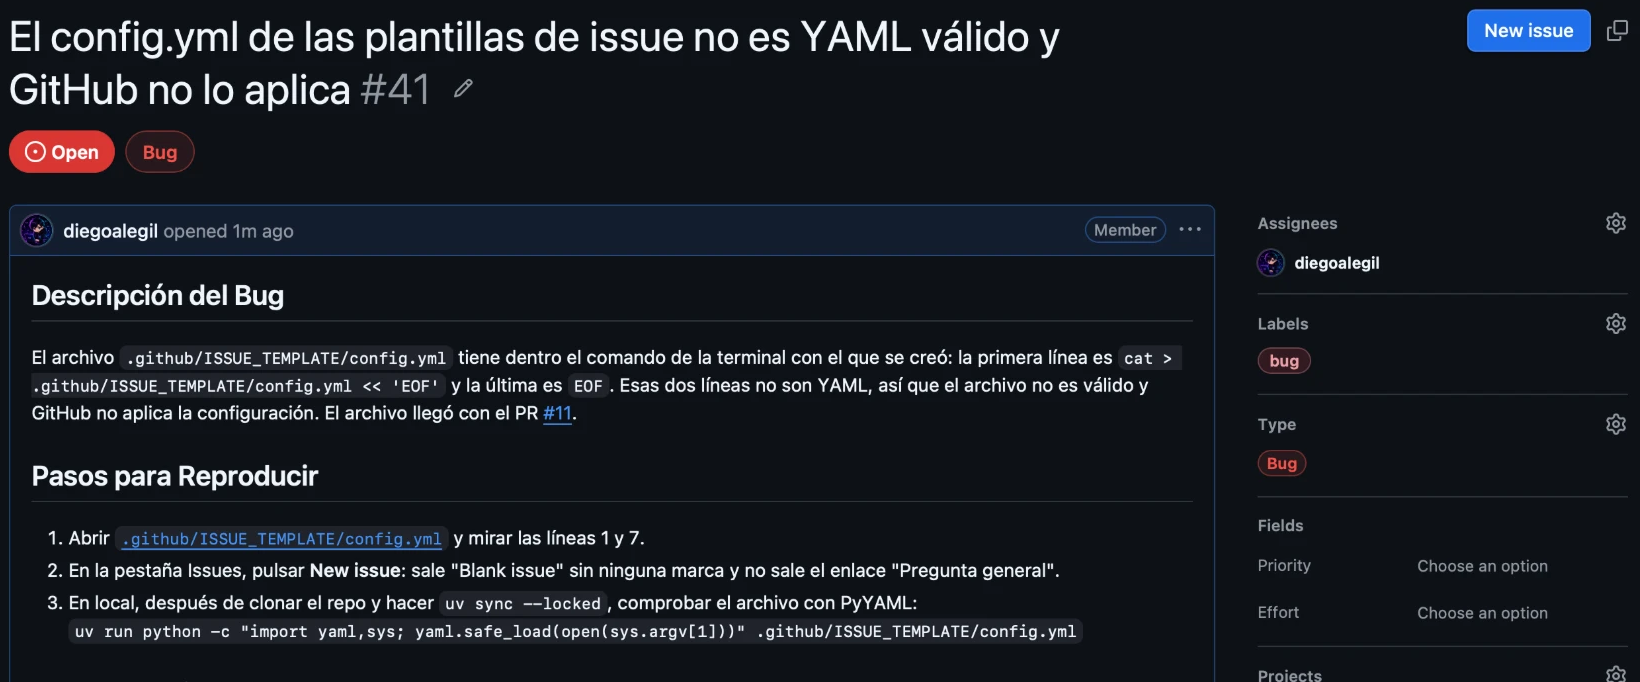 El config.yml de las plantillas de issue no es YAML válido y
GitHub no lo aplica #41
New issue
Open
Bug
diegoalegil opened 1m ago
Member
Descripción del Bug
El archivo .github/ISSUE_TEMPLATE/config.yml tiene dentro el comando de la terminal con el que se creó: la primera línea es cat >
.github/ISSUE_TEMPLATE/config.yml << 'EOF' y la última es EOF. Esas dos líneas no son YAML, así que el archivo no es válido y
GitHub no aplica la configuración. El archivo llegó con el PR #11.
Pasos para Reproducir
1. Abrir .github/ISSUE_TEMPLATE/config.yml y mirar las líneas 1 y 7.
2. En la pestaña Issues, pulsar New issue: sale "Blank issue" sin ninguna marca y no sale el enlace "Pregunta general".
3. En local, después de clonar el repo y hacer uv sync --locked, comprobar el archivo con PyYAML:
uv run python -c "import yaml,sys; yaml.safe_load(open(sys.argv[1]))" .github/ISSUE_TEMPLATE/config.yml
Assignees
diegoalegil
Labels
bug
Type
Bug
Fields
Priority Choose an option
Effort Choose an option
Projects